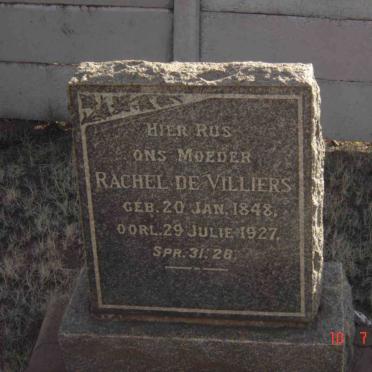 HIER RUS
ONS MOEDER
RACHEL DE VILLIERS
GEB. 20 JAN. 1848,
OORL. 29 JULIE 1927,
SPR. 31. 28.
10 7